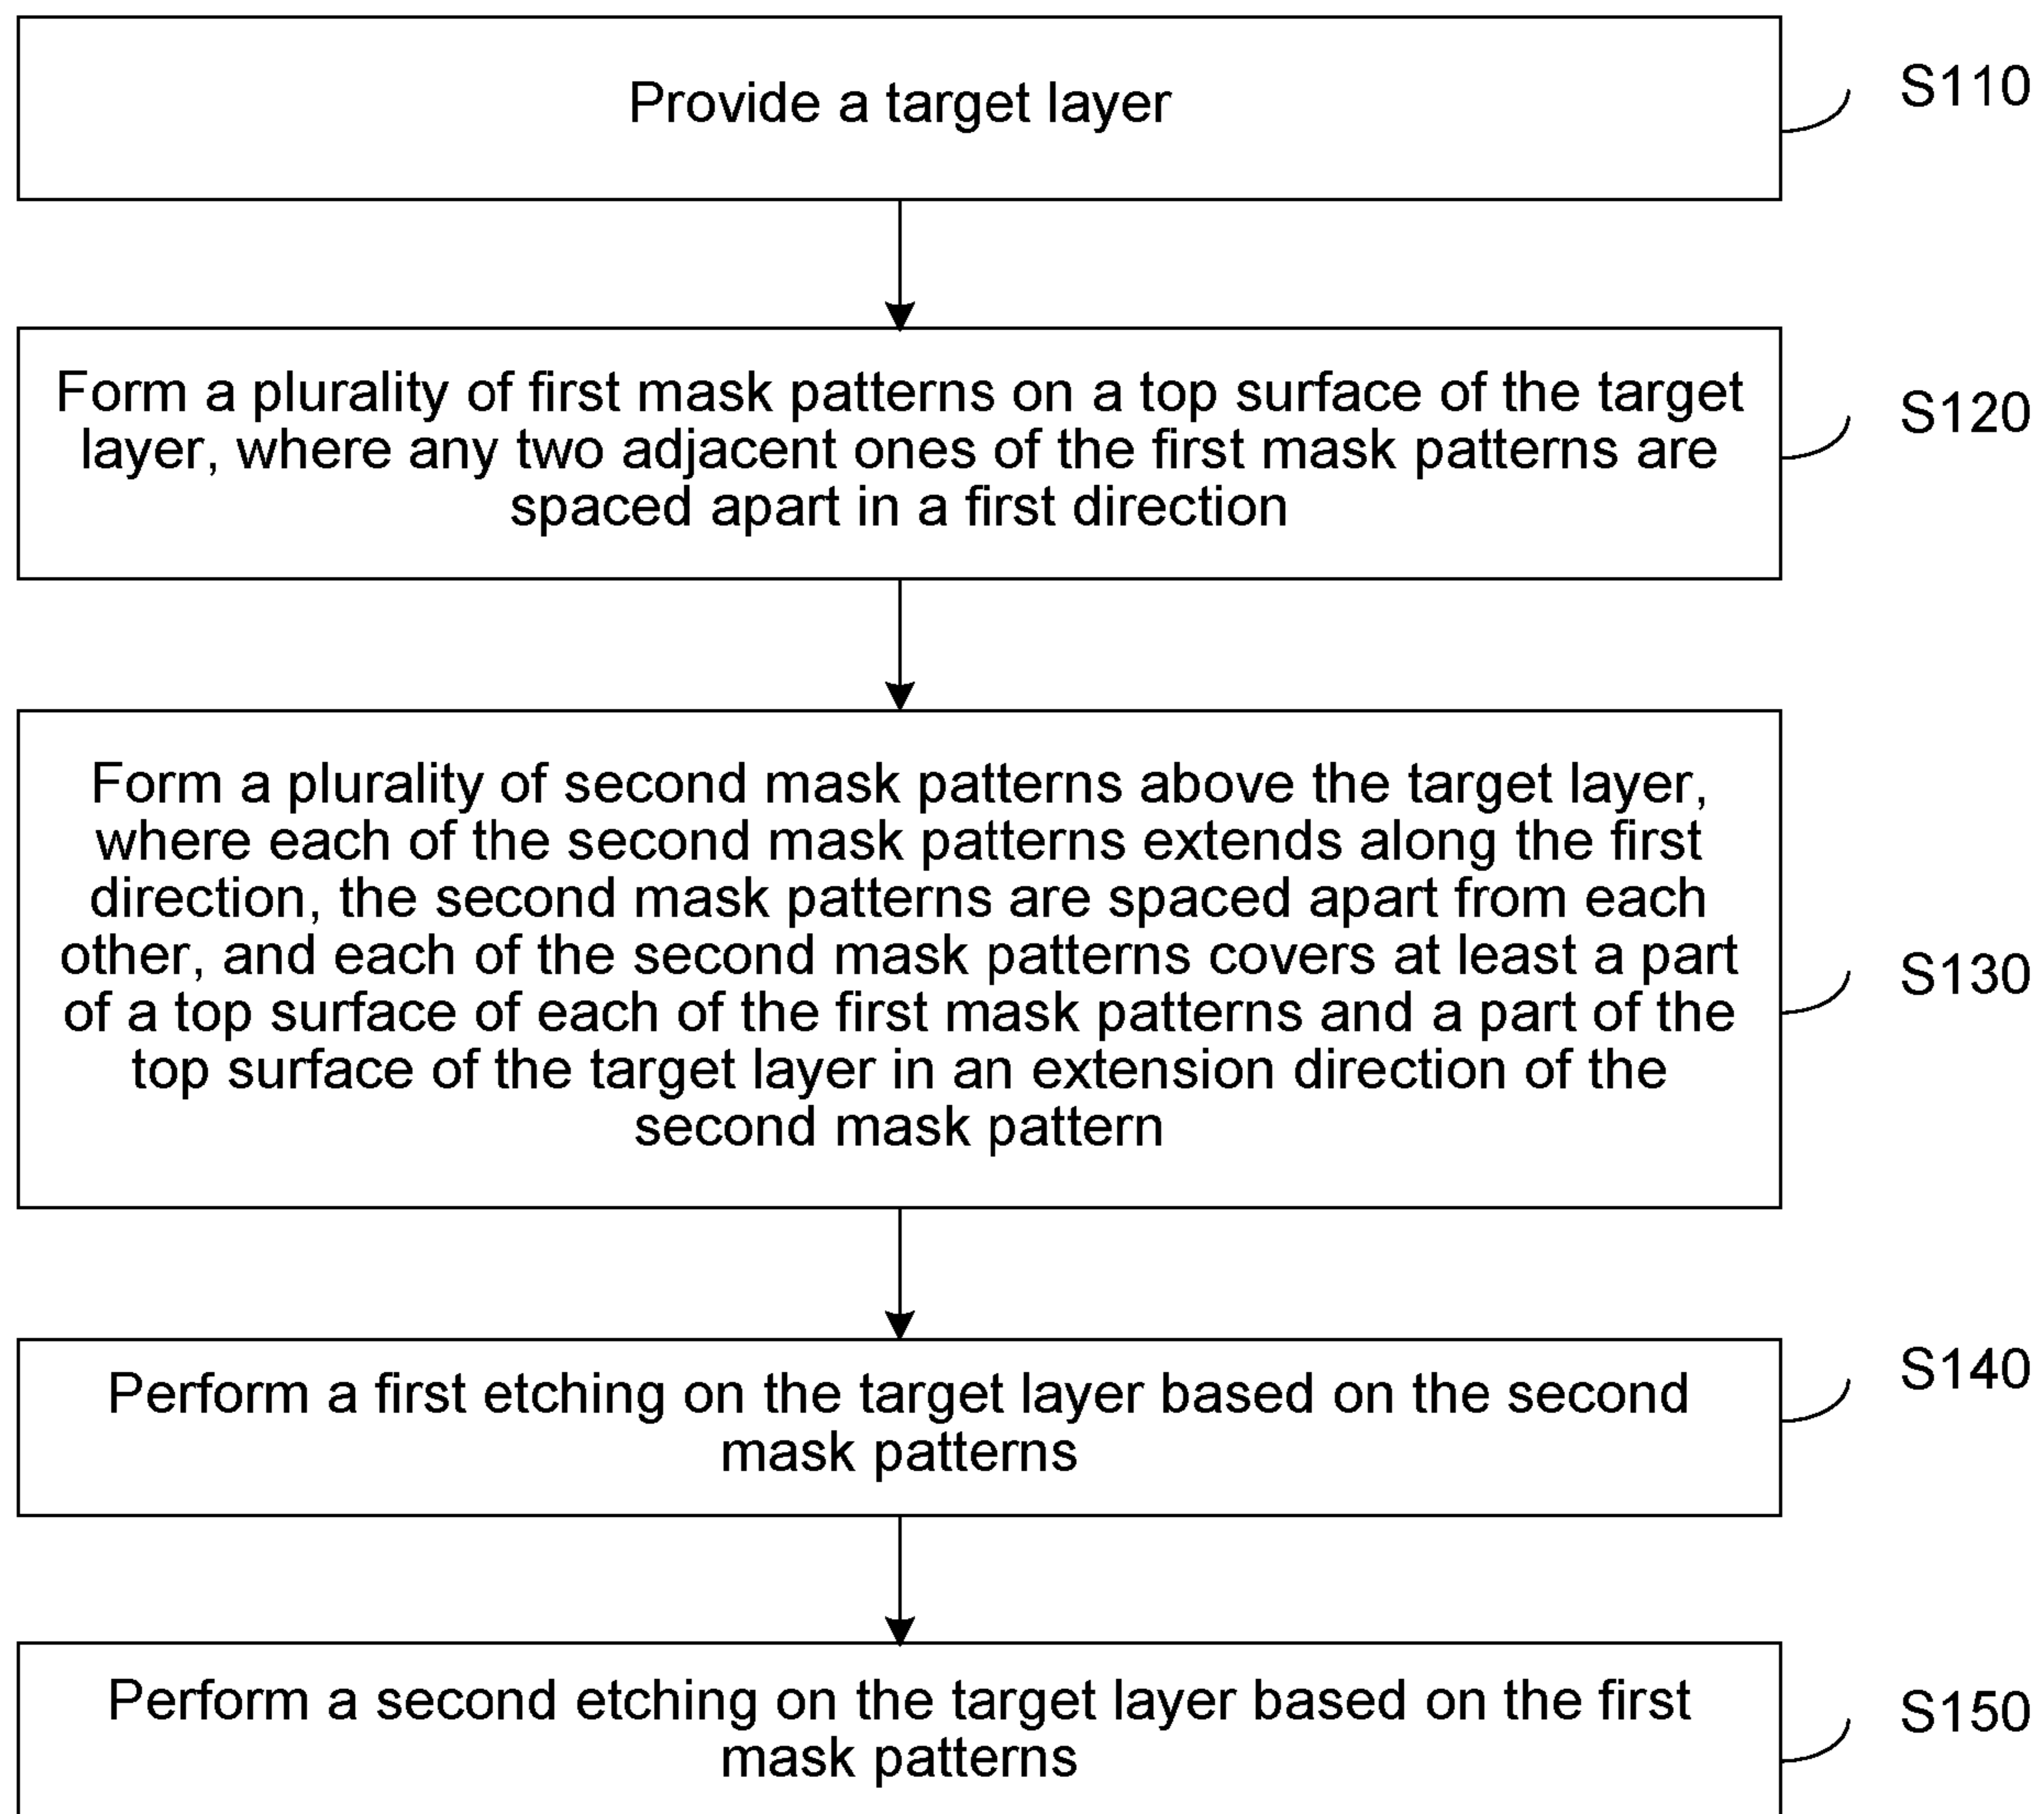 Provide a target layer
S110
Form a plurality of first mask patterns on a top surface of the target
layer, where any two adjacent ones of the first mask patterns are
spaced apart in a first direction
S120
Form a plurality of second mask patterns above the target layer,
where each of the second mask patterns extends along the first
direction, the second mask patterns are spaced apart from each
other, and each of the second mask patterns covers at least a part
of a top surface of each of the first mask patterns and a part of the
top surface of the target layer in an extension direction of the
second mask pattern
S130
Perform a first etching on the target layer based on the second
mask patterns
S140
Perform a second etching on the target layer based on the first
mask patterns
S150